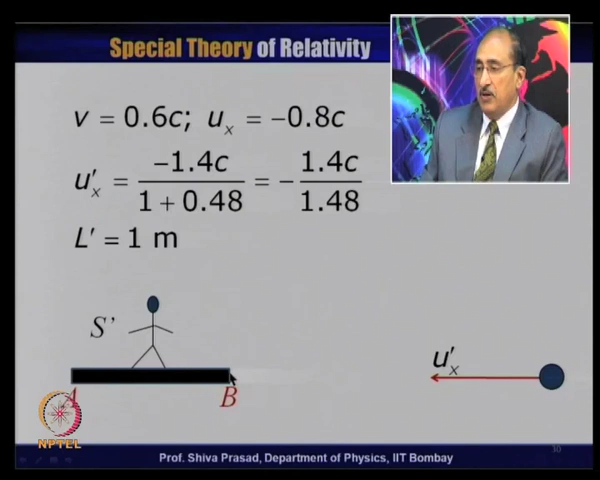 Special Theory of Relativity
v = 0.6c; uₓ = −0.8c
u′ₓ = −1.4c / 1 + 0.48 = − 1.4c / 1.48
L′ = 1 m
S’
u′ₓ
A B
NPTEL
Prof. Shiva Prasad, Department of Physics, IIT Bombay
30